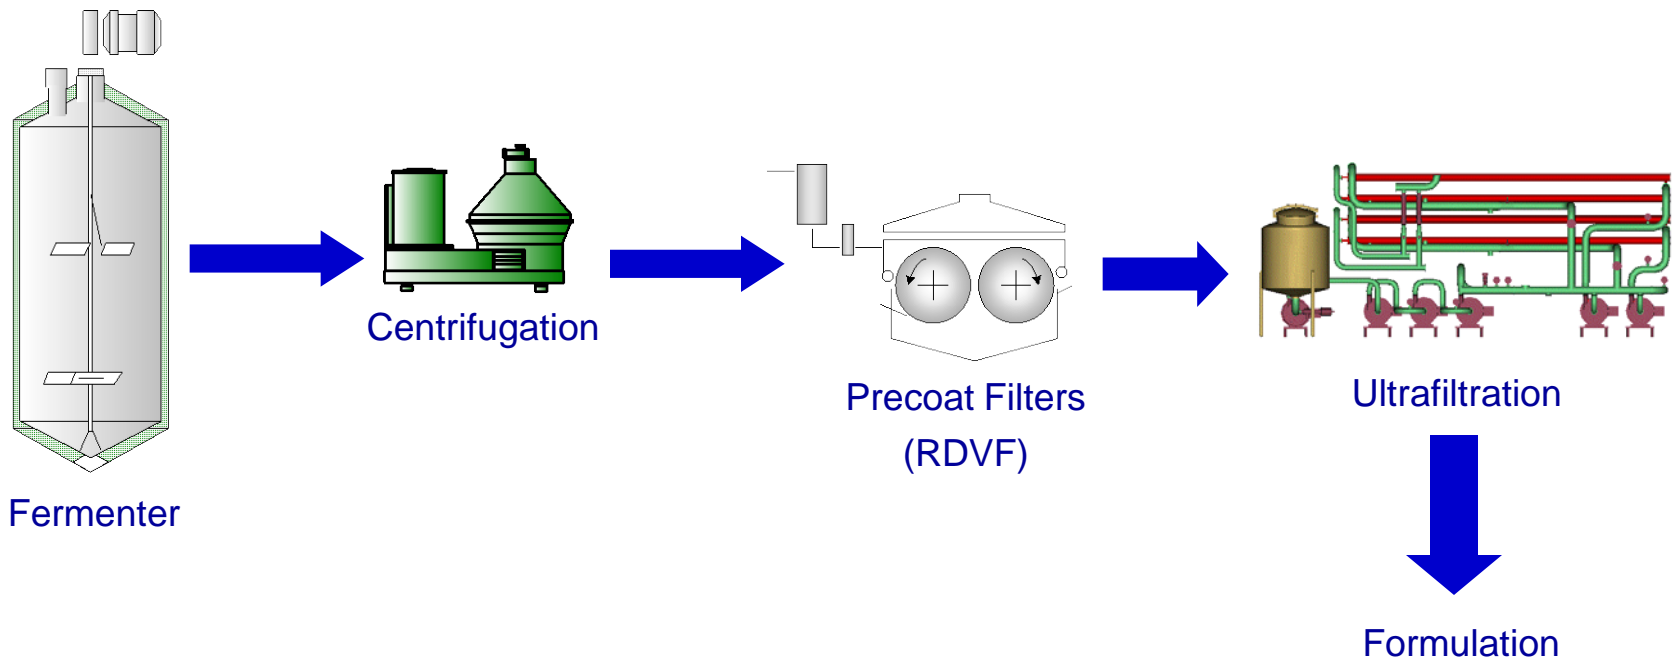 Fermenter
Centrifugation
Precoat Filters
(RDVF)
Ultrafiltration
Formulation